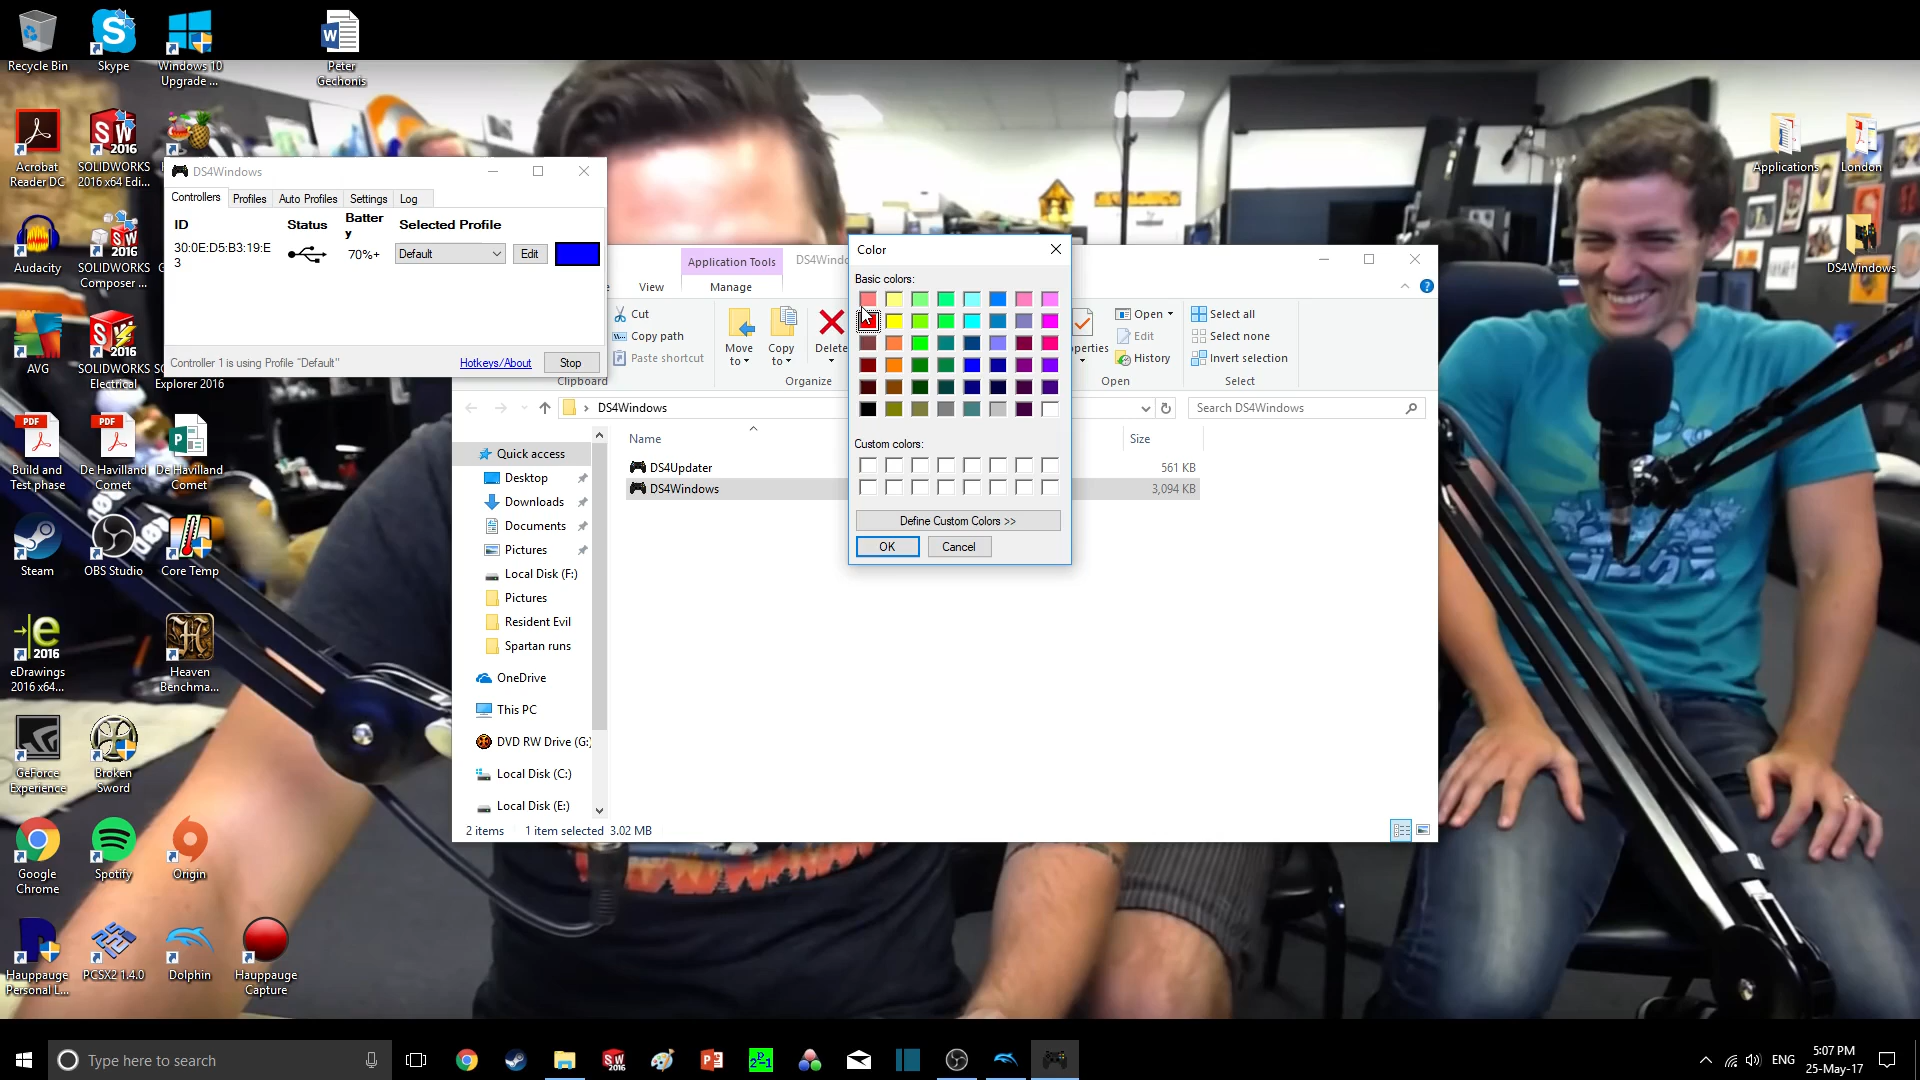 Recycle Bin
Skype
Windows 10
Upgrade ...
Peter
Gechonis
Acrobat
Reader DC
SOLIDWORKS
2016 x64 Edi...
Audacity
SOLIDWORKS
Composer ...
AVG
SOLIDWORKS
Electrical
Explorer 2016
Build and
Test phase
De Havilland
Comet
De Havilland
Comet
Steam
OBS Studio
Core Temp
eDrawings
2016 x64...
Heaven
Benchma...
GeForce
Experience
Broken
Sword
Google
Chrome
Spotify
Origin
Hauppauge
Personal L...
PCSX2 1.4.0
Dolphin
Hauppauge
Capture
Applications
London
DS4Windows
DS4Windows
Controllers
Profiles
Auto Profiles
Settings
Log
ID
Status
Batter
y
Selected Profile
30:0E:D5:B3:19:E
3
70%+
Default
Edit
Controller 1 is using Profile "Default"
Hotkeys/About
Stop
Application Tools
View
Manage
Cut
Copy path
Paste shortcut
Clipboard
Move
to
Copy
to
Delete
Organize
Open
Edit
History
Open
Select all
Select none
Invert selection
Select
DS4Windows
Search DS4Windows
Name
Size
DS4Updater
561 KB
DS4Windows
3,094 KB
Quick access
Desktop
Downloads
Documents
Pictures
Local Disk (F:)
Pictures
Resident Evil
Spartan runs
OneDrive
This PC
DVD RW Drive (G:)
Local Disk (C:)
Local Disk (E:)
2 items
1 item selected 3.02 MB
Color
Basic colors:
Custom colors:
Define Custom Colors >>
OK
Cancel
Type here to search
ENG
5:07 PM
25-May-17